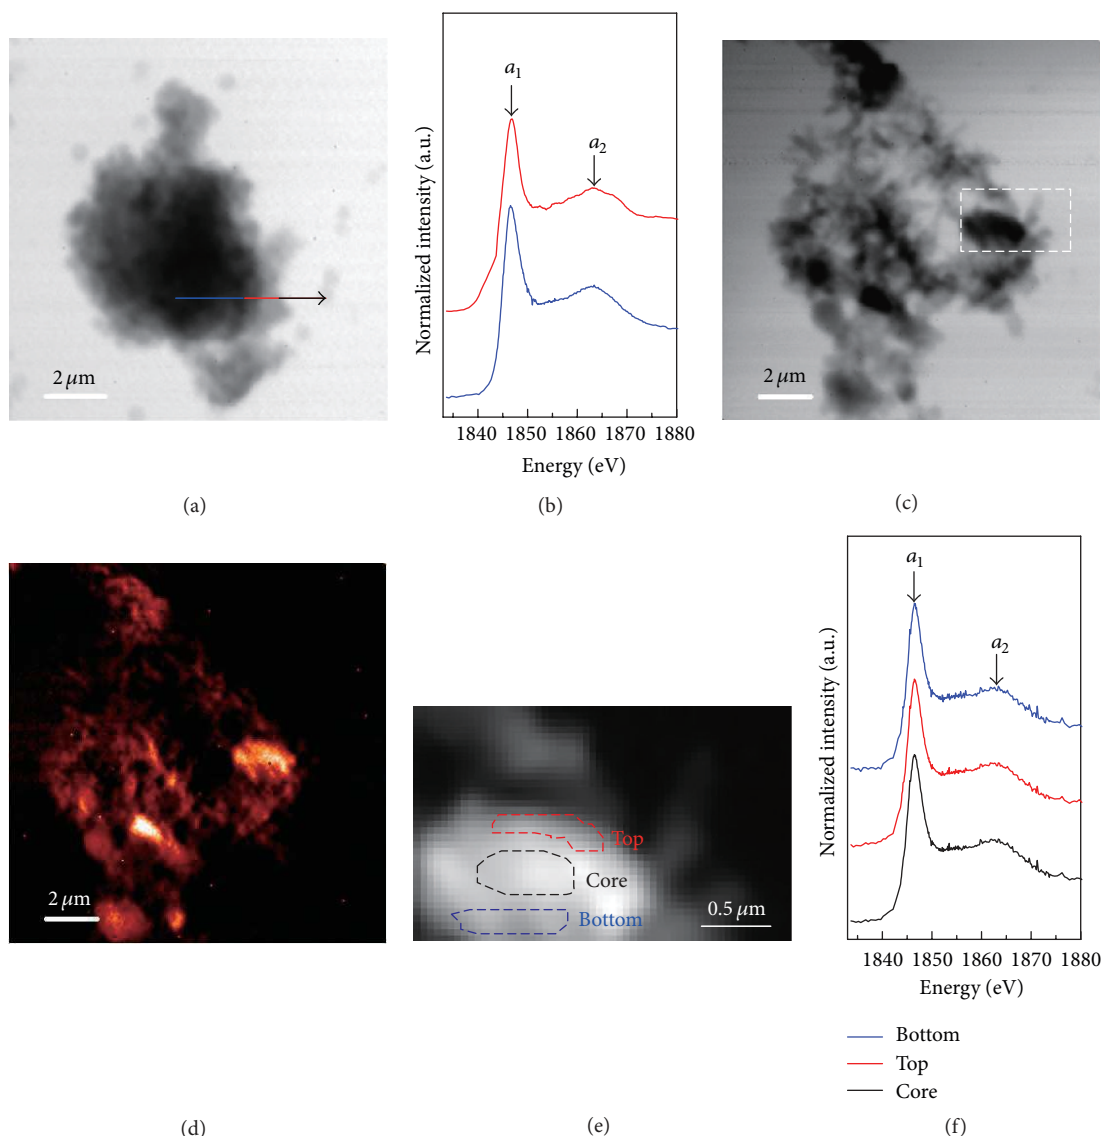 2 μm
(a)
a1
a2
Normalized intensity (a.u.)
1840 1850 1860 1870 1880
Energy (eV)
(b)
2 μm
(c)
2 μm
(d)
Top
Core
Bottom
0.5 μm
(e)
a1
a2
Normalized intensity (a.u.)
1840 1850 1860 1870 1880
Energy (eV)
Bottom
Top
Core
(f)